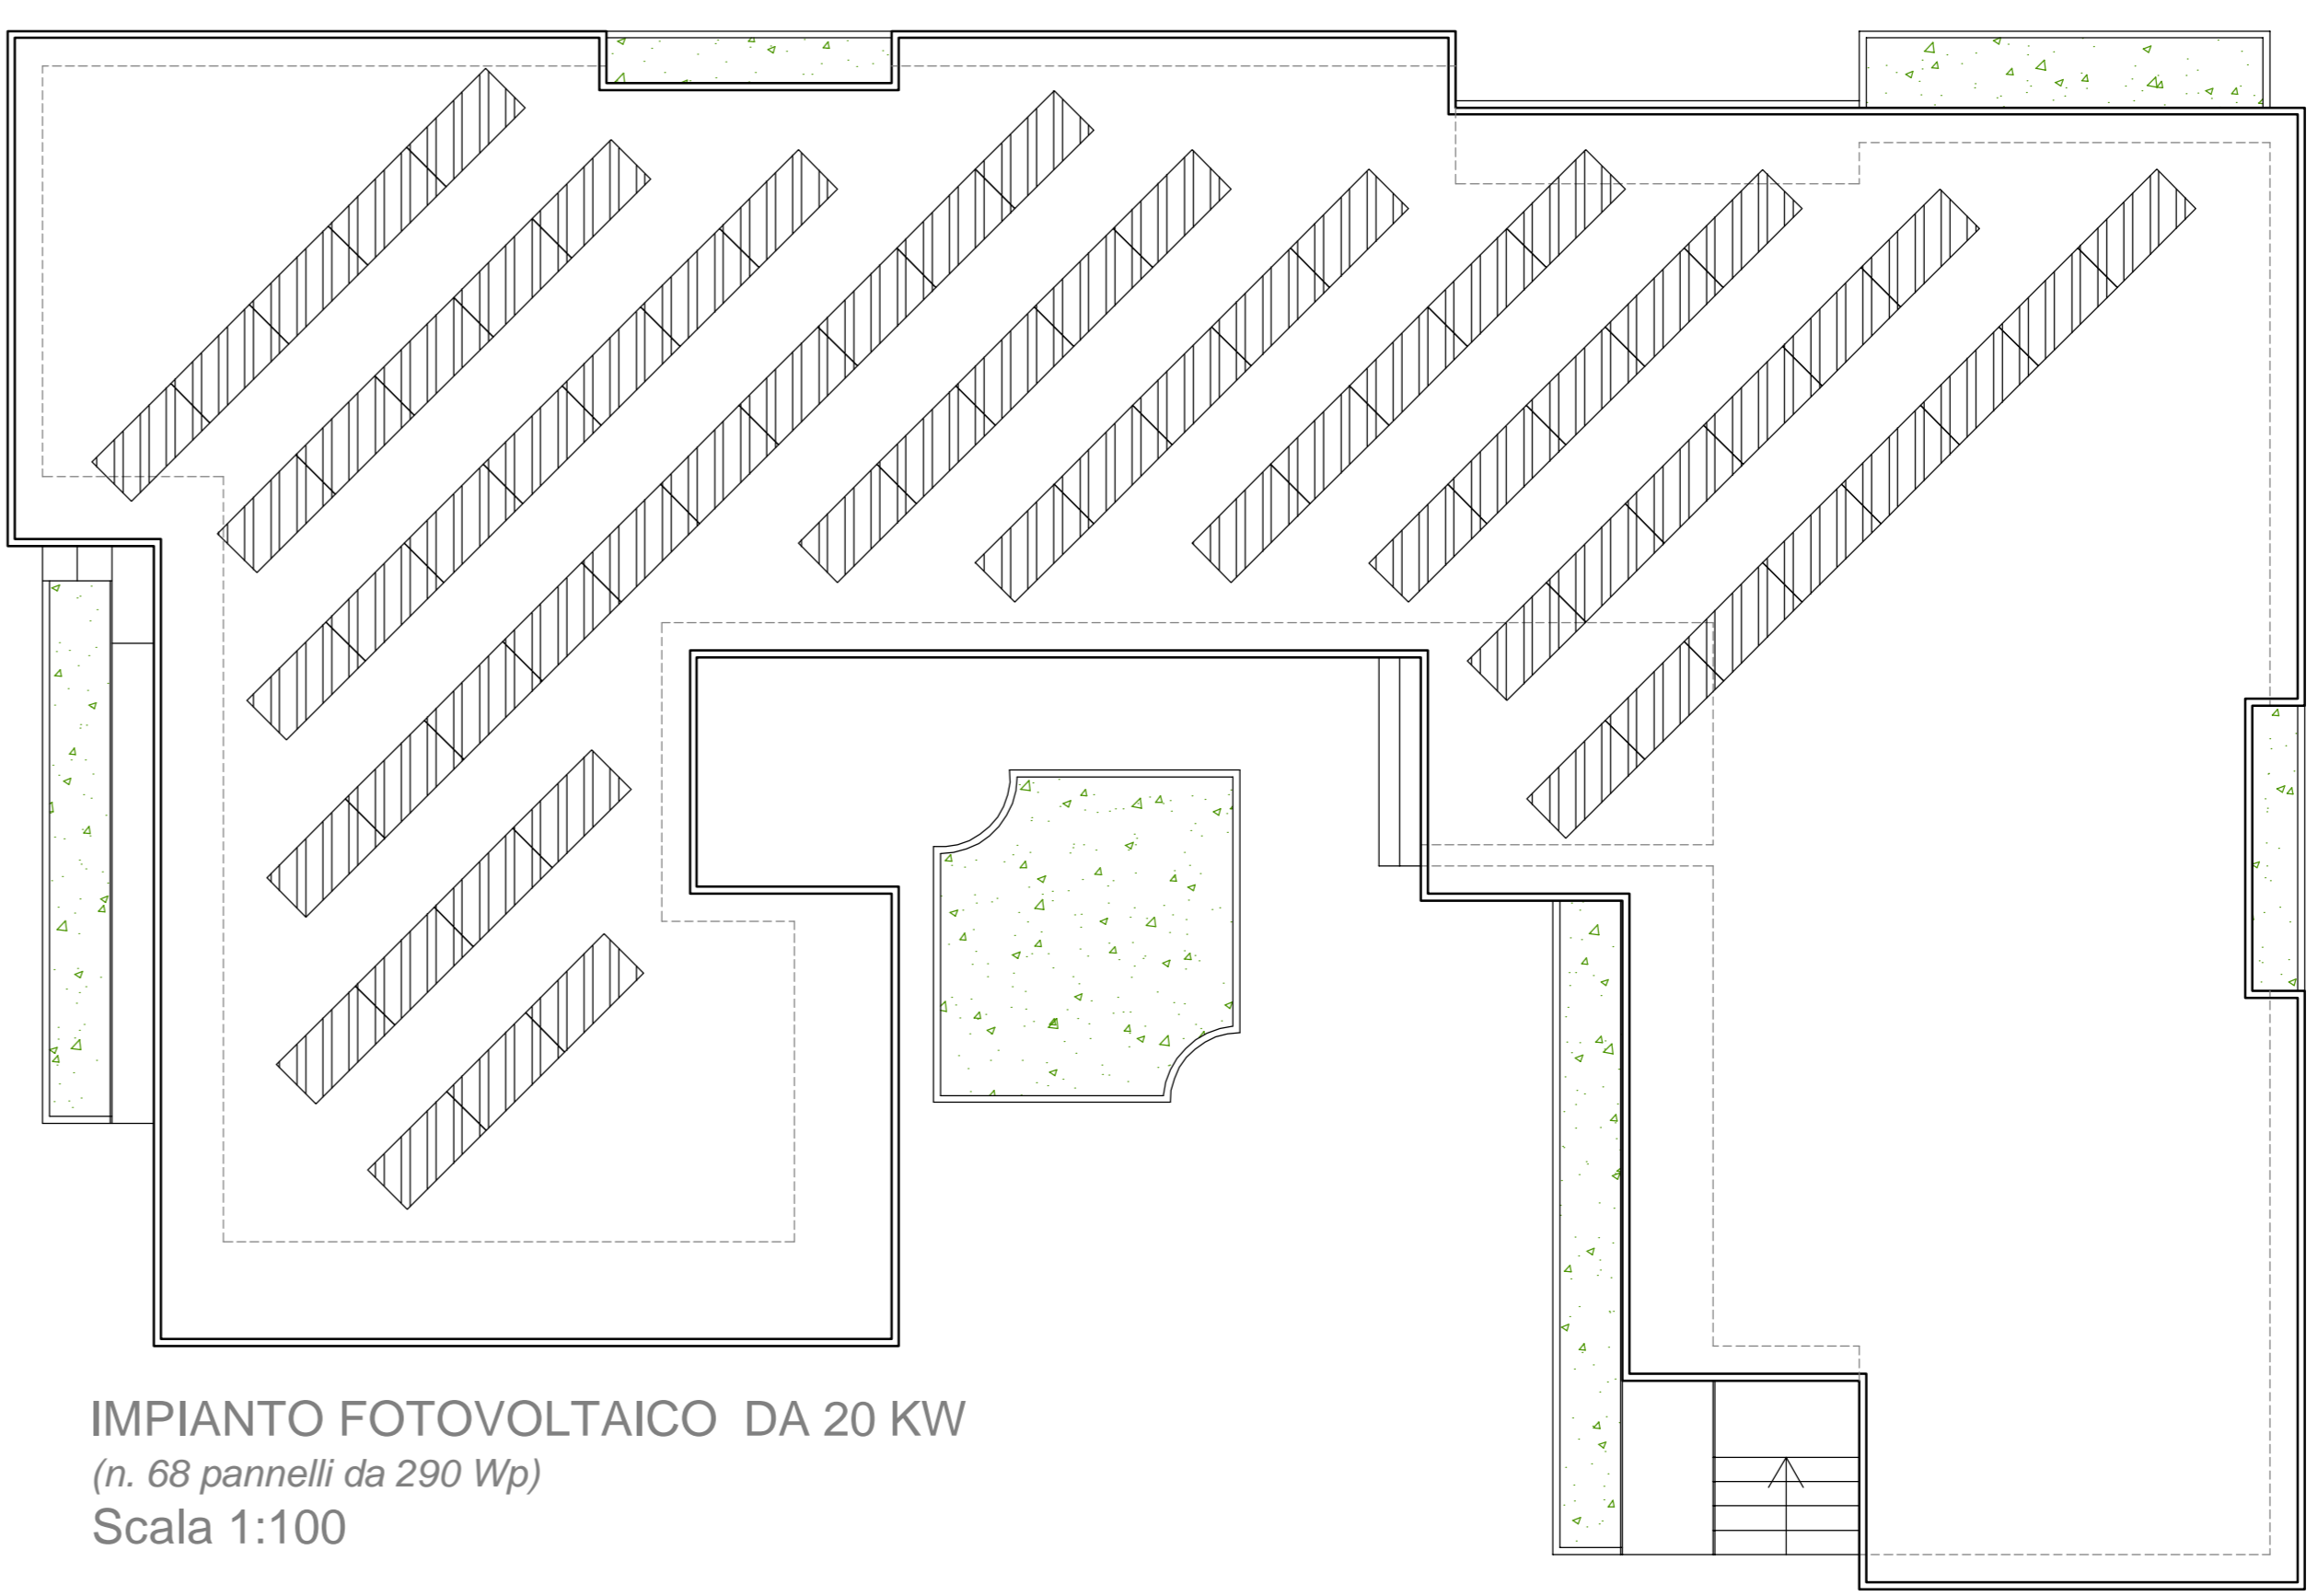 IMPIANTO FOTOVOLTAICO DA 20 KW
(n. 68 pannelli da 290 Wp)
Scala 1:100